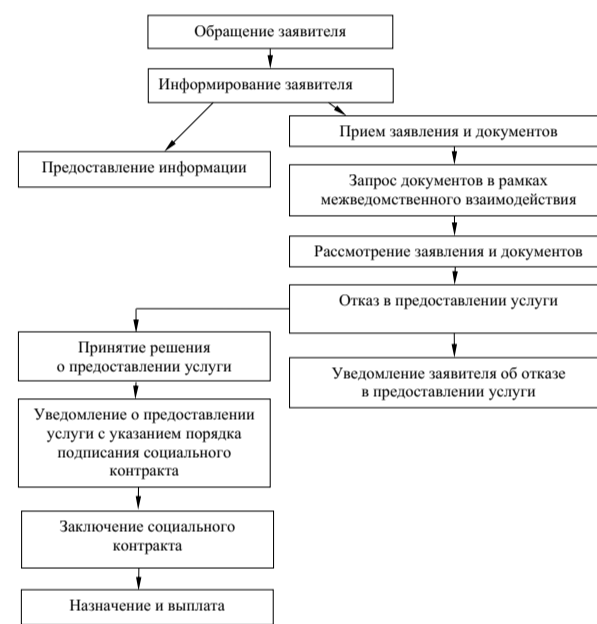 Обращение заявителя
Информирование заявителя
Прием заявления и документов
Предоставление информации
Запрос документов в рамках
межведомственного взаимодействия
Рассмотрение заявления и документов
Отказ в предоставлении услуги
Принятие решения
о предоставлении услуги
Уведомление заявителя об отказе
в предоставлении услуги
Уведомление о предоставлении
услуги с указанием порядка
подписания социального
контракта
Заключение социального
контракта
Назначение и выплата